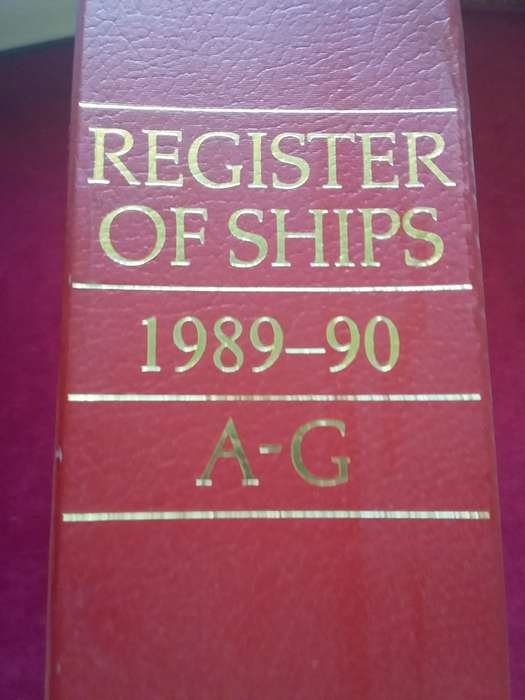 REGISTER
OF SHIPS
1989–90
A-G